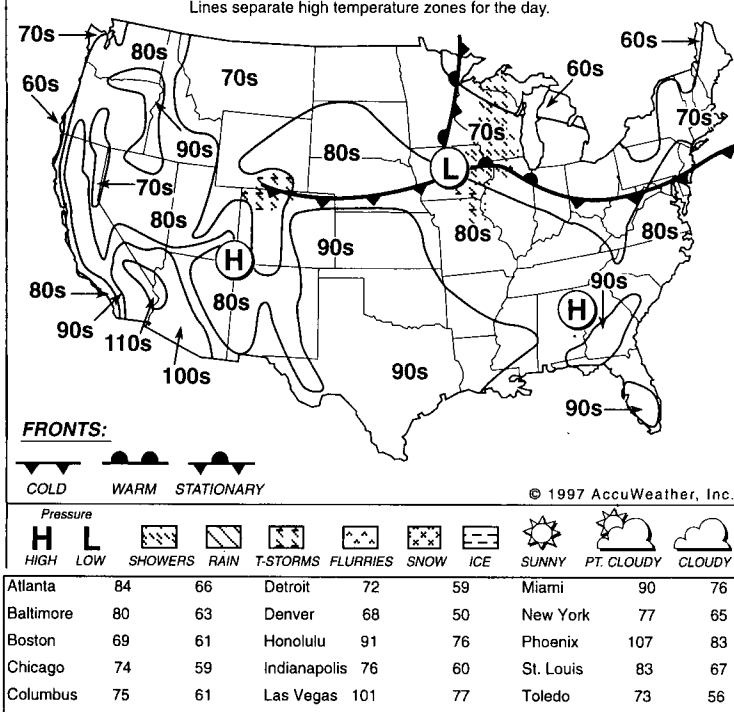 Lines separate high temperature zones for the day.
70s
80s
70s
60s
60s
60s
70s
70s
90s
80s
L
70s
80s
90s
80s
80s
H
80s
90s
H
80s
90s
110s
100s
90s
90s
FRONTS:
COLD WARM STATIONARY
© 1997 AccuWeather, Inc.
Pressure
H L
HIGH LOW SHOWERS RAIN T-STORMS FLURRIES SNOW ICE SUNNY PT. CLOUDY CLOUDY
Atlanta 84 66 Detroit 72 59 Miami 90 76
Baltimore 80 63 Denver 68 50 New York 77 65
Boston 69 61 Honolulu 91 76 Phoenix 107 83
Chicago 74 59 Indianapolis 76 60 St. Louis 83 67
Columbus 75 61 Las Vegas 101 77 Toledo 73 56